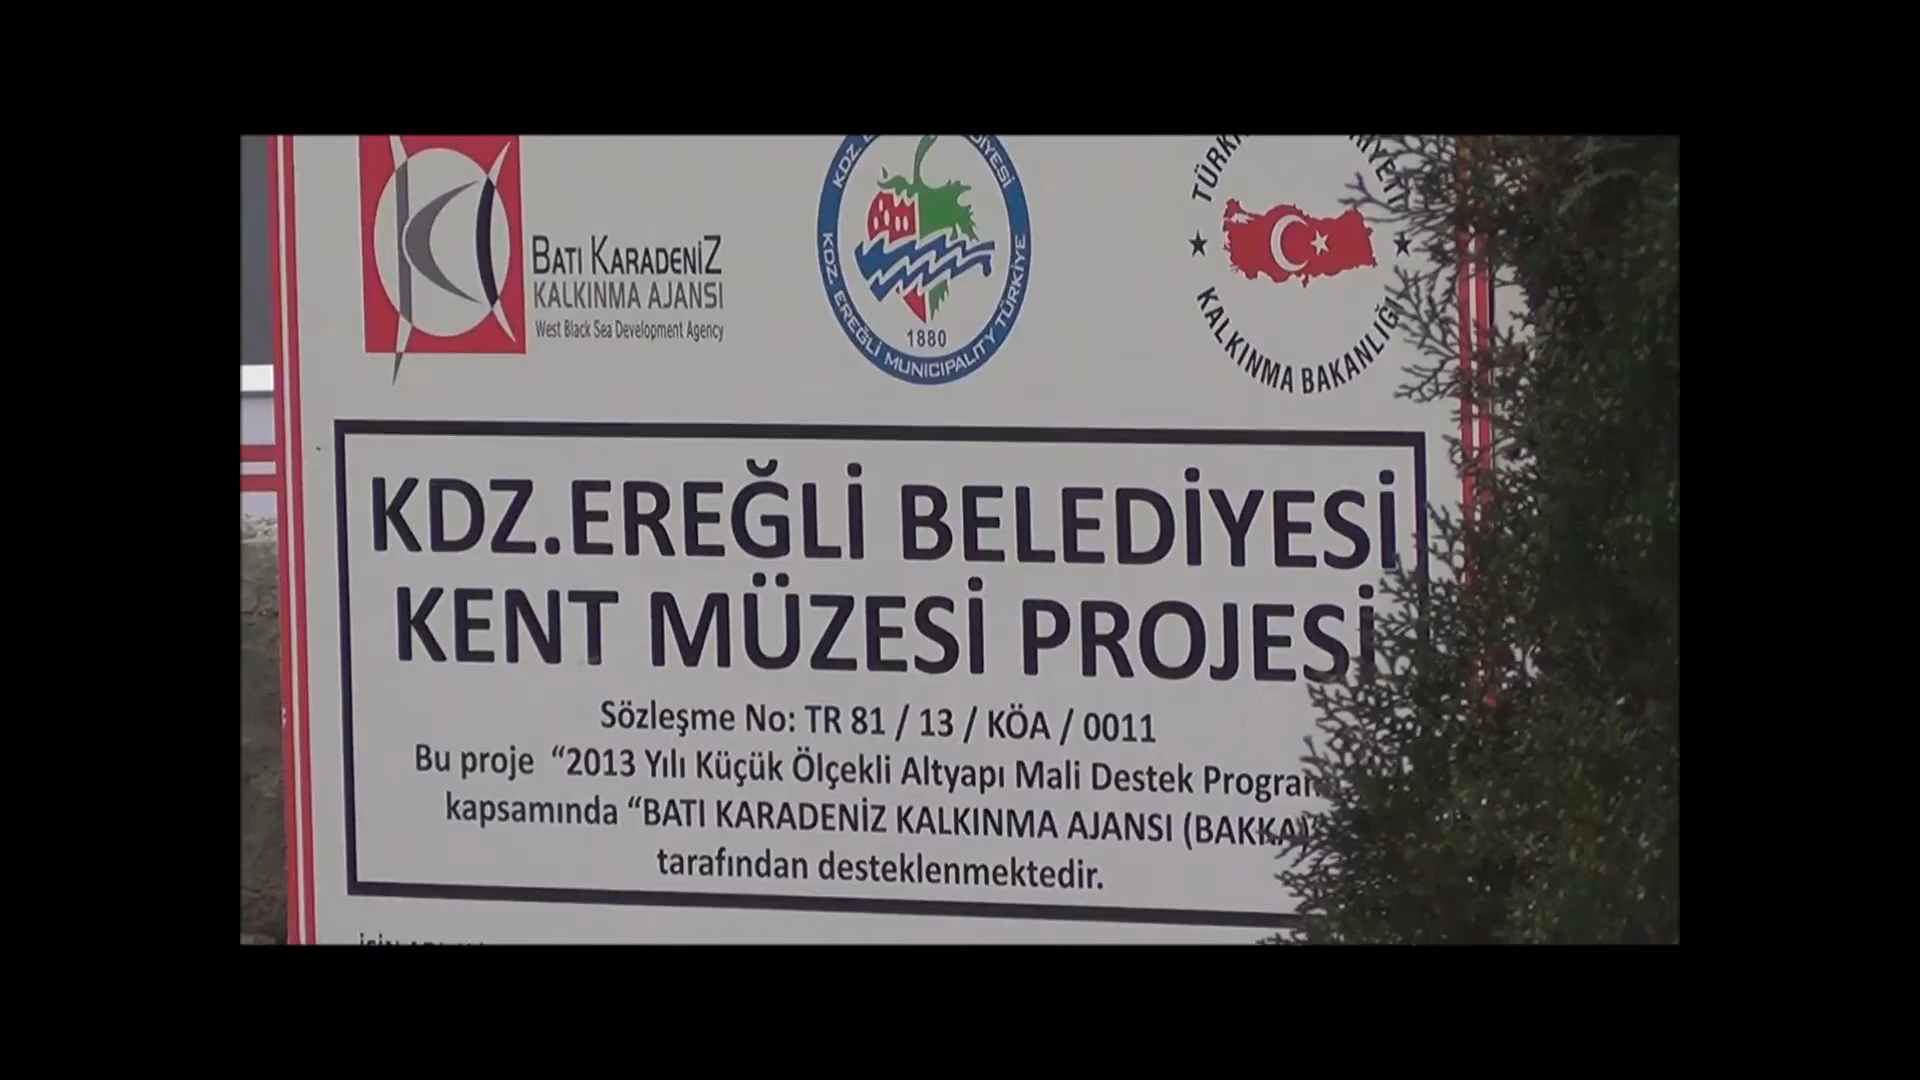 BATI KARADENİZ
KALKINMA AJANSI
West Black Sea Development Agency
KDZ.
KDZ. EREĞLİ MUNICIPALITY TÜRKİYE
1880
KALKINMA BAKANLIĞI
KDZ.EREĞLİ BELEDİYESİ
KENT MÜZESİ PROJESİ
Sözleşme No: TR 81 / 13 / KÖA / 0011
Bu proje “2013 Yılı Küçük Ölçekli Altyapı Mali Destek
kapsamında “BATI KARADENİZ KALKINMA AJANSI (BAKKA)
tarafından desteklenmektedir.